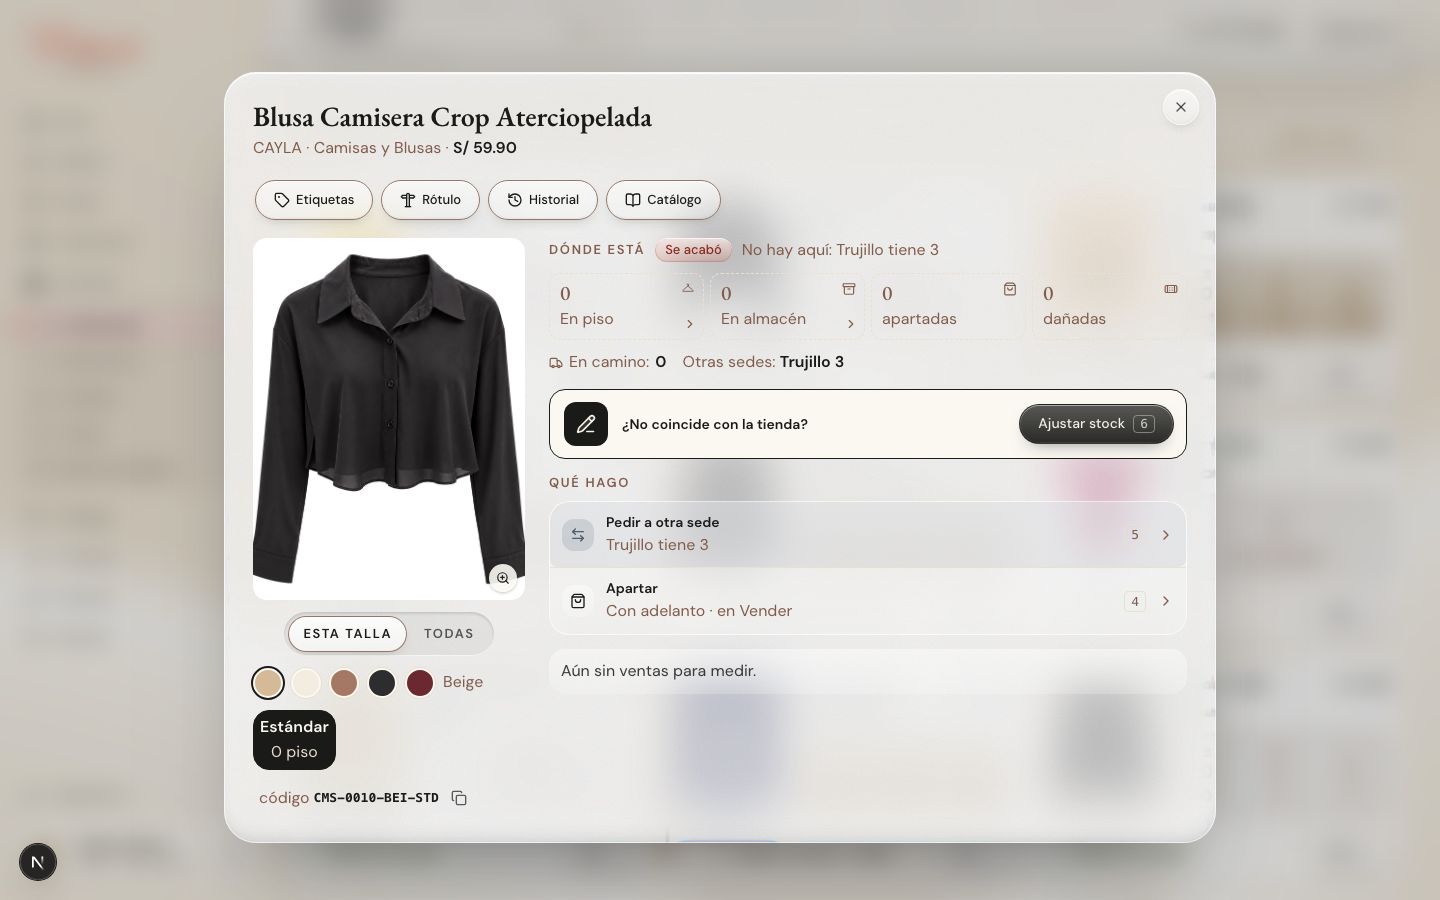 Blusa Camisera Crop Aterciopelada
CAYLA · Camisas y Blusas · S/ 59.90
Etiquetas
Rótulo
Historial
Catálogo
DÓNDE ESTÁ
Se acabó
No hay aquí: Trujillo tiene 3
0
En piso
0
En almacén
0
apartadas
0
dañadas
En camino: 0 Otras sedes: Trujillo 3
¿No coincide con la tienda?
Ajustar stock 6
QUÉ HAGO
Pedir a otra sede
Trujillo tiene 3
5
Apartar
Con adelanto · en Vender
4
Aún sin ventas para medir.
ESTA TALLA
TODAS
Beige
Estándar
0 piso
código CMS-0010-BEI-STD
N